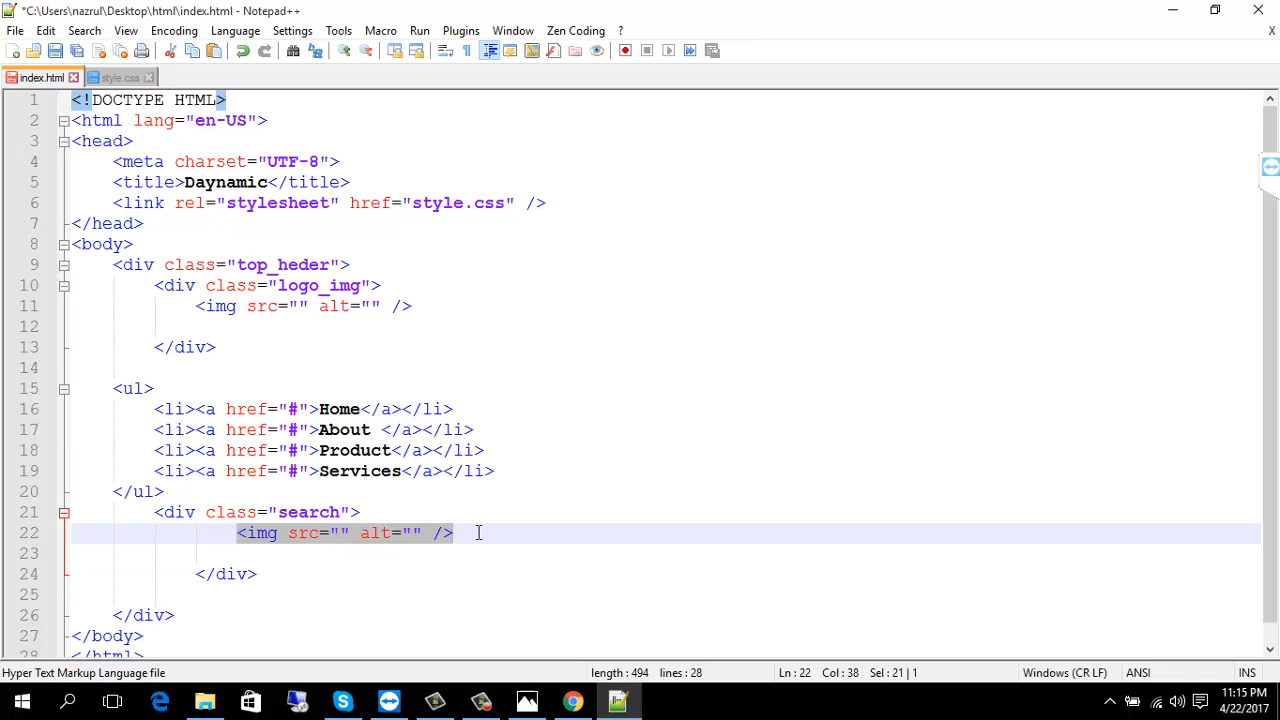 *C:\Users\nazrul\Desktop\html\index.html - Notepad++
File Edit Search View Encoding Language Settings Tools Macro Run Plugins Window Zen Coding ? X
index.html style.css
1 <!DOCTYPE HTML>
2 <html lang="en-US">
3 <head>
4 <meta charset="UTF-8">
5 <title>Daynamic</title>
6 <link rel="stylesheet" href="style.css" />
7 </head>
8 <body>
9 <div class="top_heder">
10 <div class="logo_img">
11 <img src="" alt="" />
12
13 </div>
14
15 <ul>
16 <li><a href="#">Home</a></li>
17 <li><a href="#">About </a></li>
18 <li><a href="#">Product</a></li>
19 <li><a href="#">Services</a></li>
20 </ul>
21 <div class="search">
22 <img src="" alt="" />
23
24 </div>
25
26 </div>
27 </body>
28 </html>
Hyper Text Markup Language file length : 494 lines : 28 Ln : 22 Col : 38 Sel : 21 | 1 Windows (CR LF) ANSI INS
11:15 PM
4/22/2017